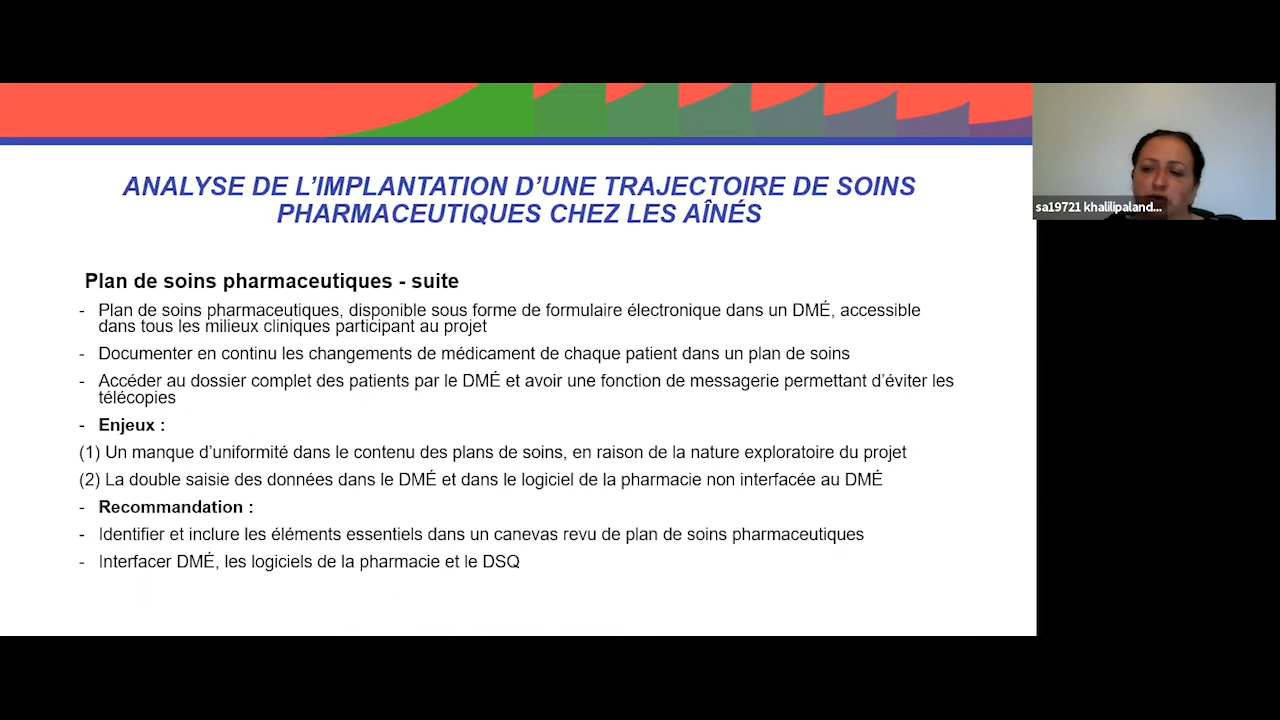 ANALYSE DE L’IMPLANTATION D’UNE TRAJECTOIRE DE SOINS
PHARMACEUTIQUES CHEZ LES AÎNÉS
sa19721 khalilipaland...
Plan de soins pharmaceutiques - suite
- Plan de soins pharmaceutiques, disponible sous forme de formulaire électronique dans un DMÉ, accessible
dans tous les milieux cliniques participant au projet
- Documenter en continu les changements de médicament de chaque patient dans un plan de soins
- Accéder au dossier complet des patients par le DMÉ et avoir une fonction de messagerie permettant d’éviter les
télécopies
- Enjeux :
(1) Un manque d’uniformité dans le contenu des plans de soins, en raison de la nature exploratoire du projet
(2) La double saisie des données dans le DMÉ et dans le logiciel de la pharmacie non interfacée au DMÉ
- Recommandation :
- Identifier et inclure les éléments essentiels dans un canevas revu de plan de soins pharmaceutiques
- Interfacer DMÉ, les logiciels de la pharmacie et le DSQ